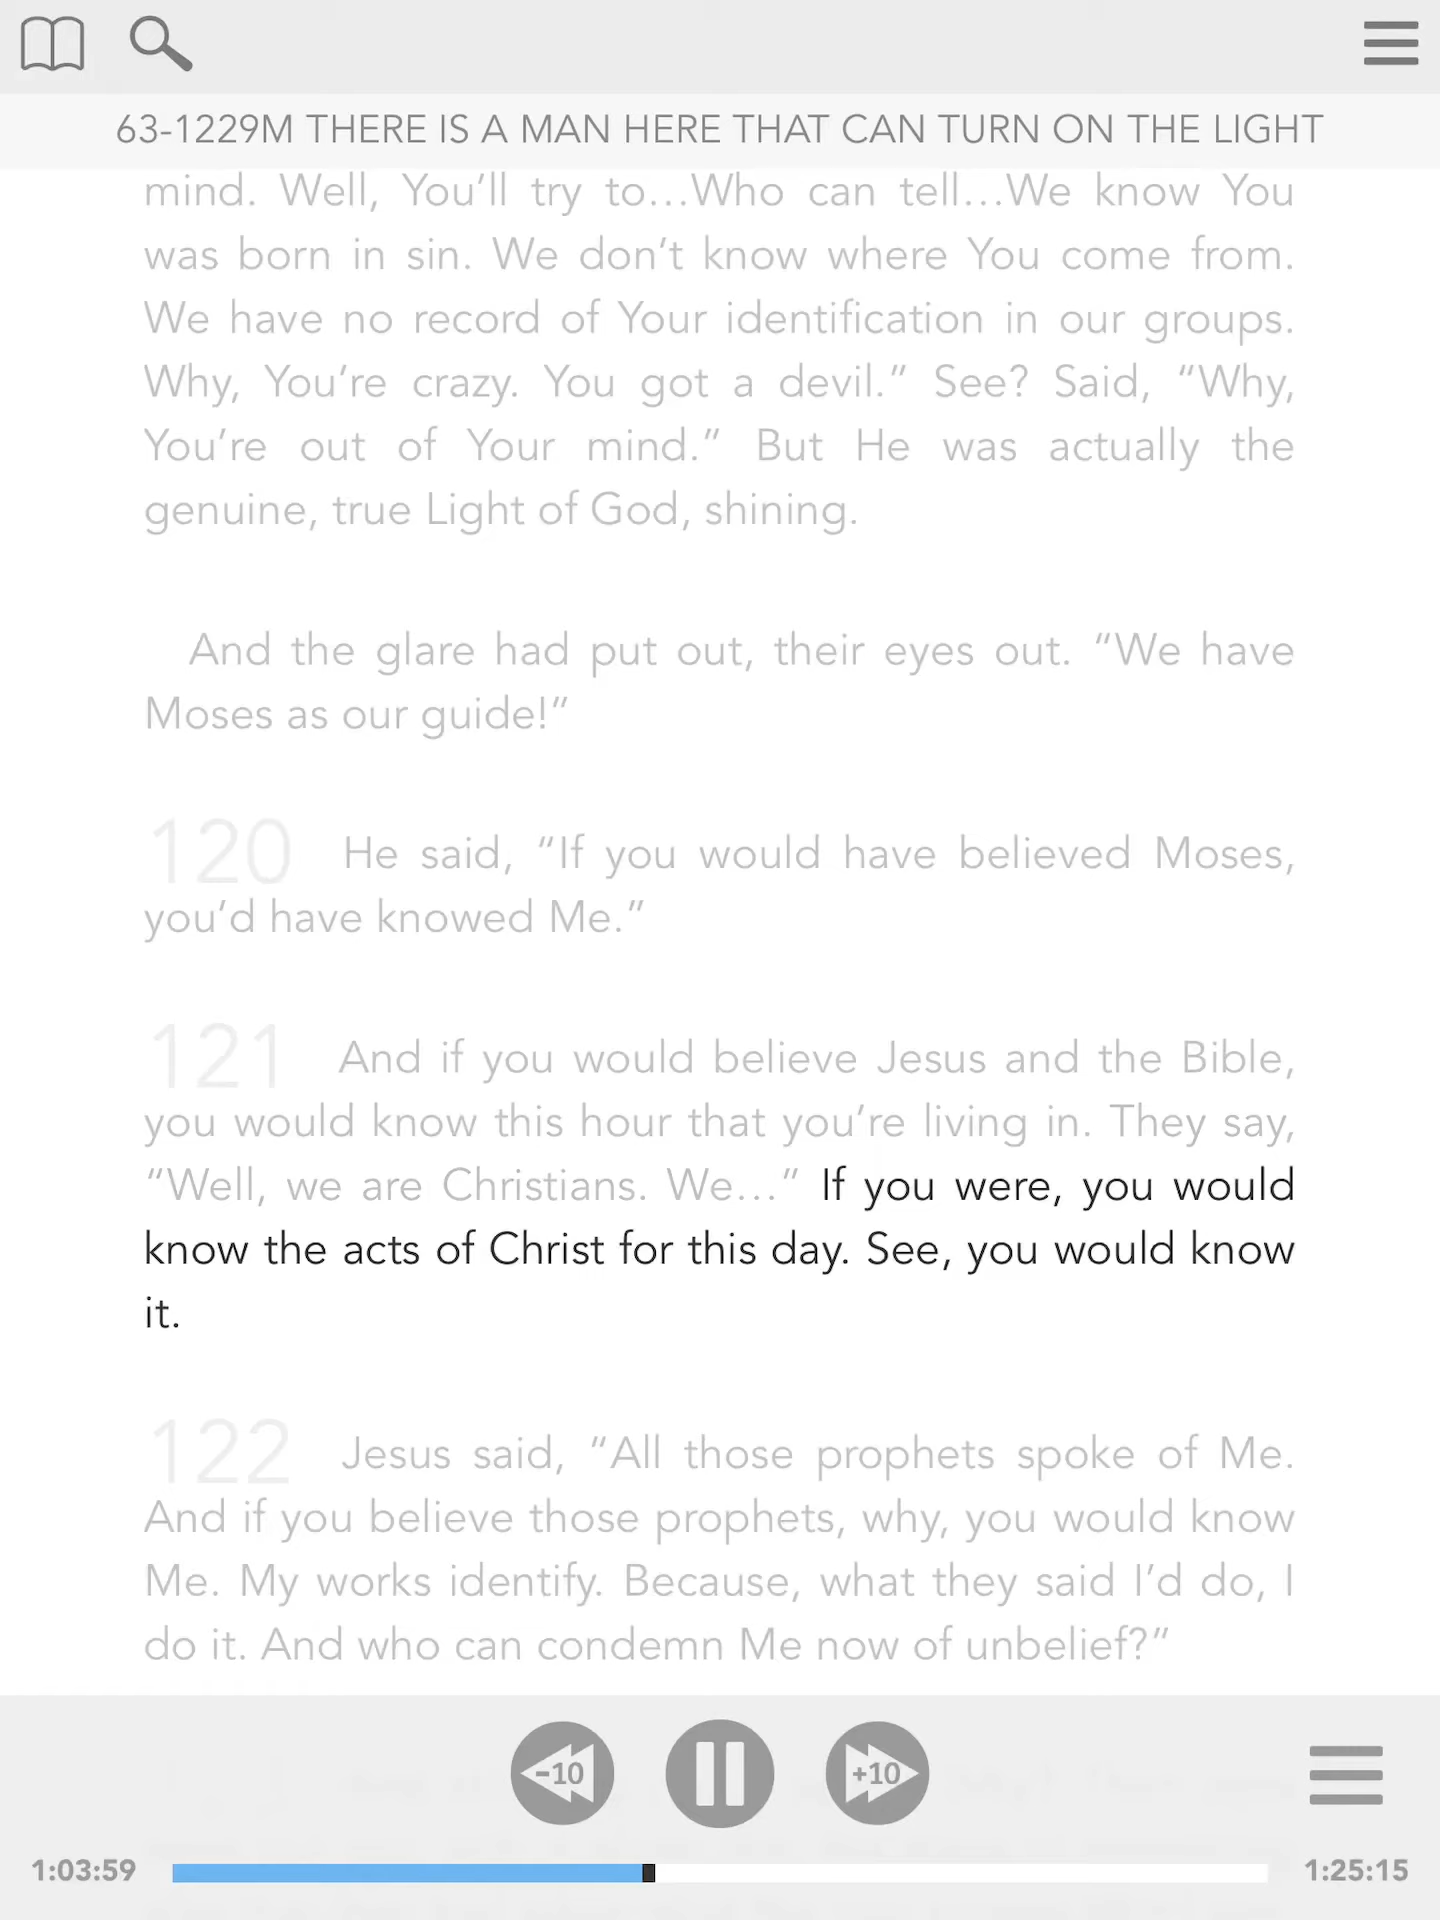 63-1229M THERE IS A MAN HERE THAT CAN TURN ON THE LIGHT
mind. Well, You’ll try to…Who can tell…We know You
was born in sin. We don’t know where You come from.
We have no record of Your identification in our groups.
Why, You’re crazy. You got a devil.” See? Said, “Why,
You’re out of Your mind.” But He was actually the
genuine, true Light of God, shining.
And the glare had put out, their eyes out. “We have
Moses as our guide!”
120 He said, “If you would have believed Moses,
you’d have knowed Me.”
121 And if you would believe Jesus and the Bible,
you would know this hour that you’re living in. They say,
“Well, we are Christians. We…” If you were, you would
know the acts of Christ for this day. See, you would know
it.
122 Jesus said, “All those prophets spoke of Me.
And if you believe those prophets, why, you would know
Me. My works identify. Because, what they said I’d do, I
do it. And who can condemn Me now of unbelief?”
-10 +10
1:03:59 1:25:15